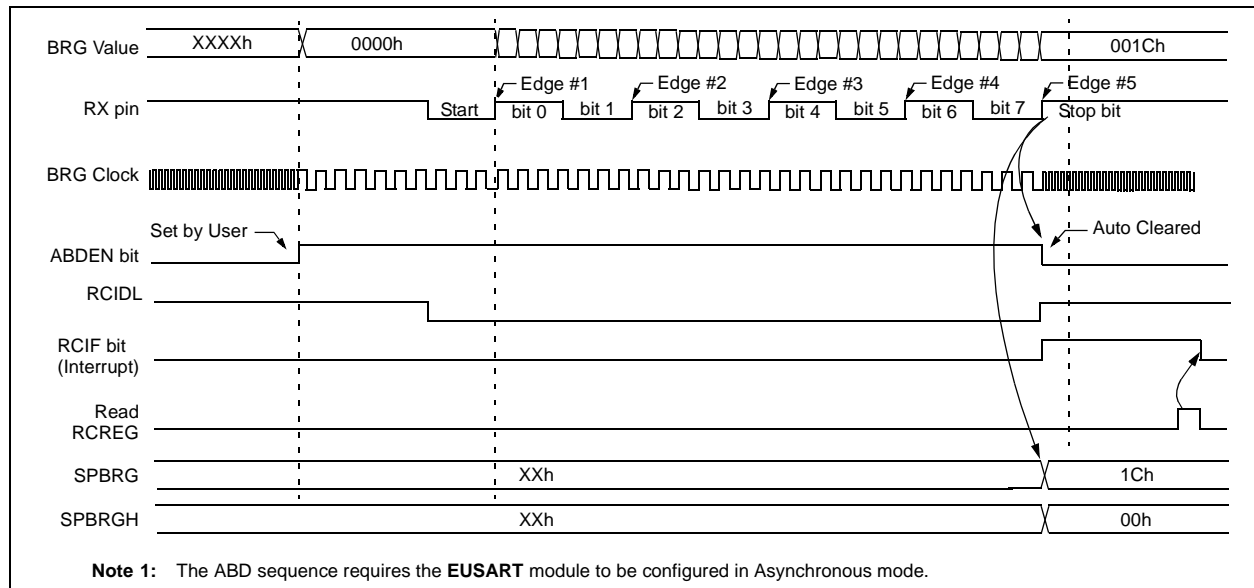 BRG Value XXXXh 0000h 001Ch
Edge #1 Edge #2 Edge #3 Edge #4 Edge #5
RX pin Start bit 0 bit 1 bit 2 bit 3 bit 4 bit 5 bit 6 bit 7 Stop bit
BRG Clock
Set by User Auto Cleared
ABDEN bit
RCIDL
RCIF bit
(Interrupt)
Read
RCREG
SPBRG XXh 1Ch
SPBRGH XXh 00h
Note 1: The ABD sequence requires the EUSART module to be configured in Asynchronous mode.